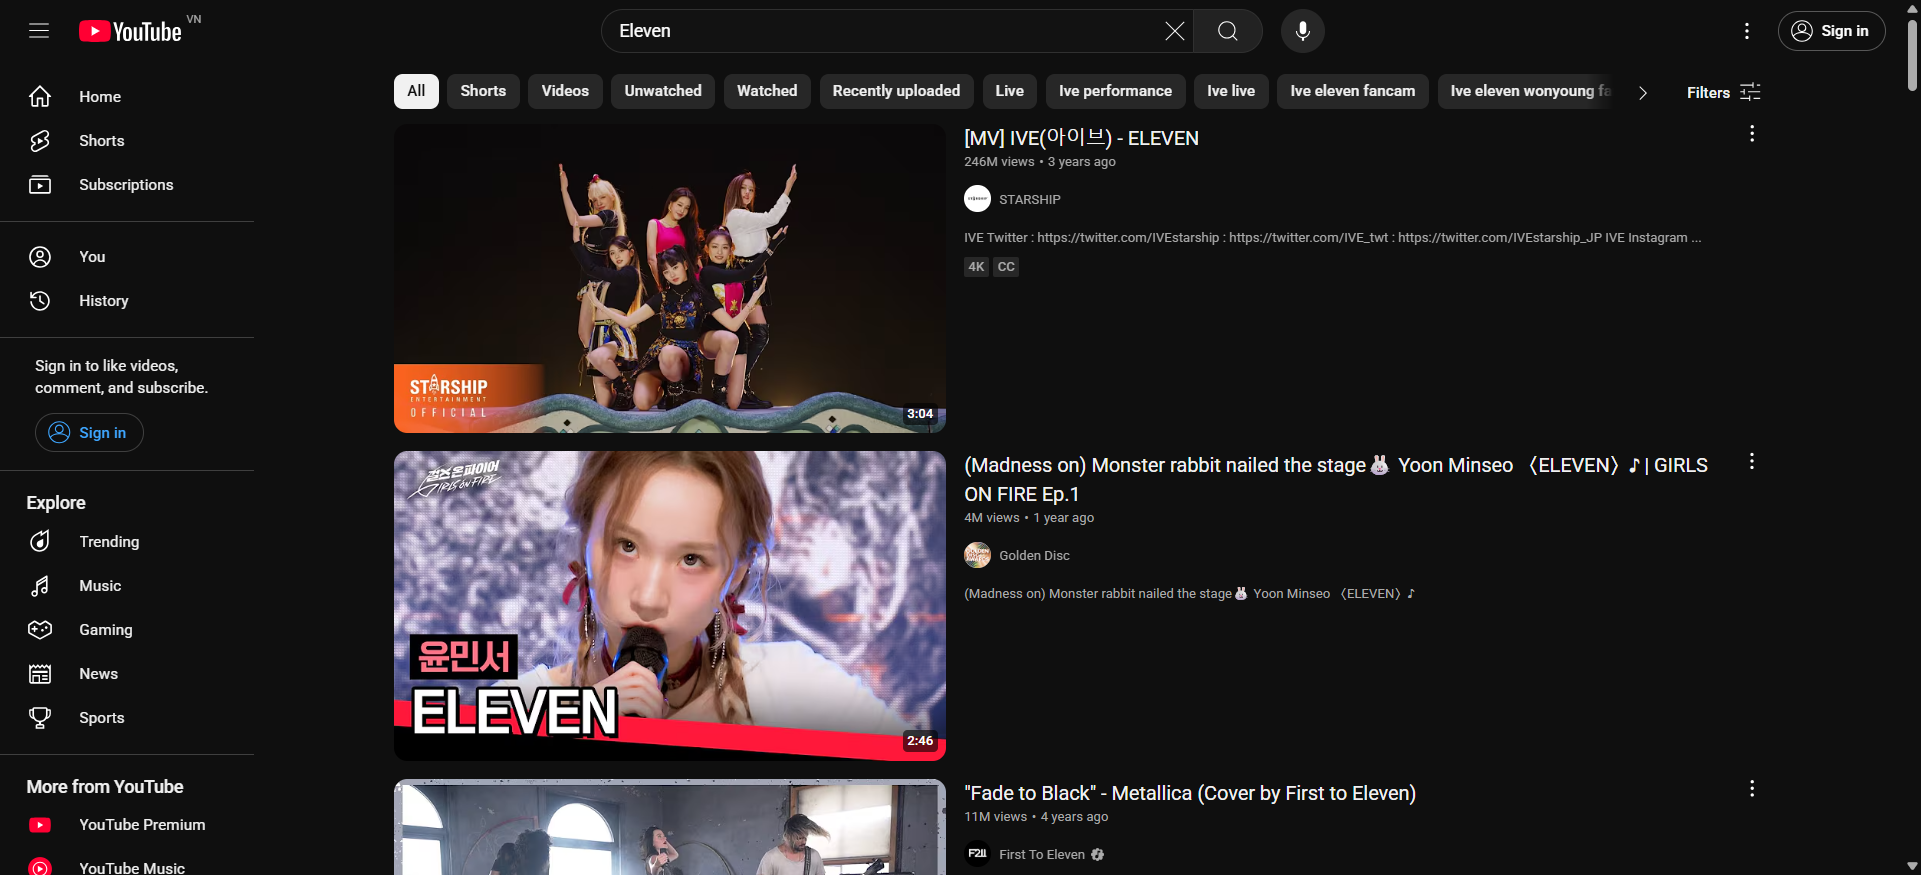 YouTube VN
Eleven
Sign in
Home
Shorts
Subscriptions
You
History
Sign in to like videos,
comment, and subscribe.
Sign in
Explore
Trending
Music
Gaming
News
Sports
More from YouTube
YouTube Premium
YouTube Music
All Shorts Videos Unwatched Watched Recently uploaded Live Ive performance Ive live Ive eleven fancam Ive eleven wonyoung fa
Filters
STARSHIP
ENTERTAINMENT
OFFICIAL
3:04
[MV] IVE(아이브) - ELEVEN
246M views • 3 years ago
STARSHIP
IVE Twitter : https://twitter.com/IVEstarship : https://twitter.com/IVE_twt : https://twitter.com/IVEstarship_JP IVE Instagram ...
4K CC
걸스온파이어
GIRLS ON FIRE
윤민서
ELEVEN
2:46
(Madness on) Monster rabbit nailed the stage🐰 Yoon Minseo 〈ELEVEN〉♪ | GIRLS
ON FIRE Ep.1
4M views • 1 year ago
Golden Disc
(Madness on) Monster rabbit nailed the stage🐰 Yoon Minseo 〈ELEVEN〉♪
"Fade to Black" - Metallica (Cover by First to Eleven)
11M views • 4 years ago
F211
First To Eleven